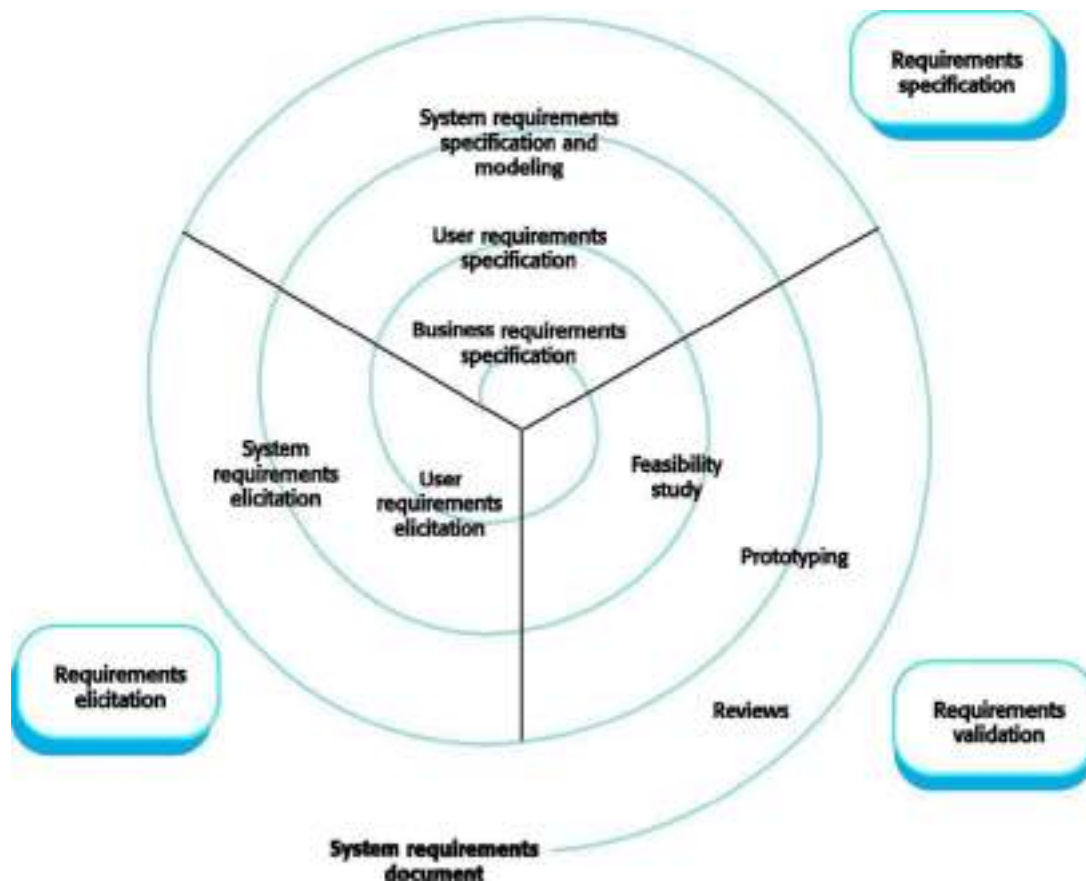 Requirements
specification
System requirements
specification and
modeling
User requirements
specification
Business requirements
specification
System
requirements
elicitation
User
requirements
elicitation
Feasibility
study
Prototyping
Requirements
elicitation
Reviews
Requirements
validation
System requirements
document